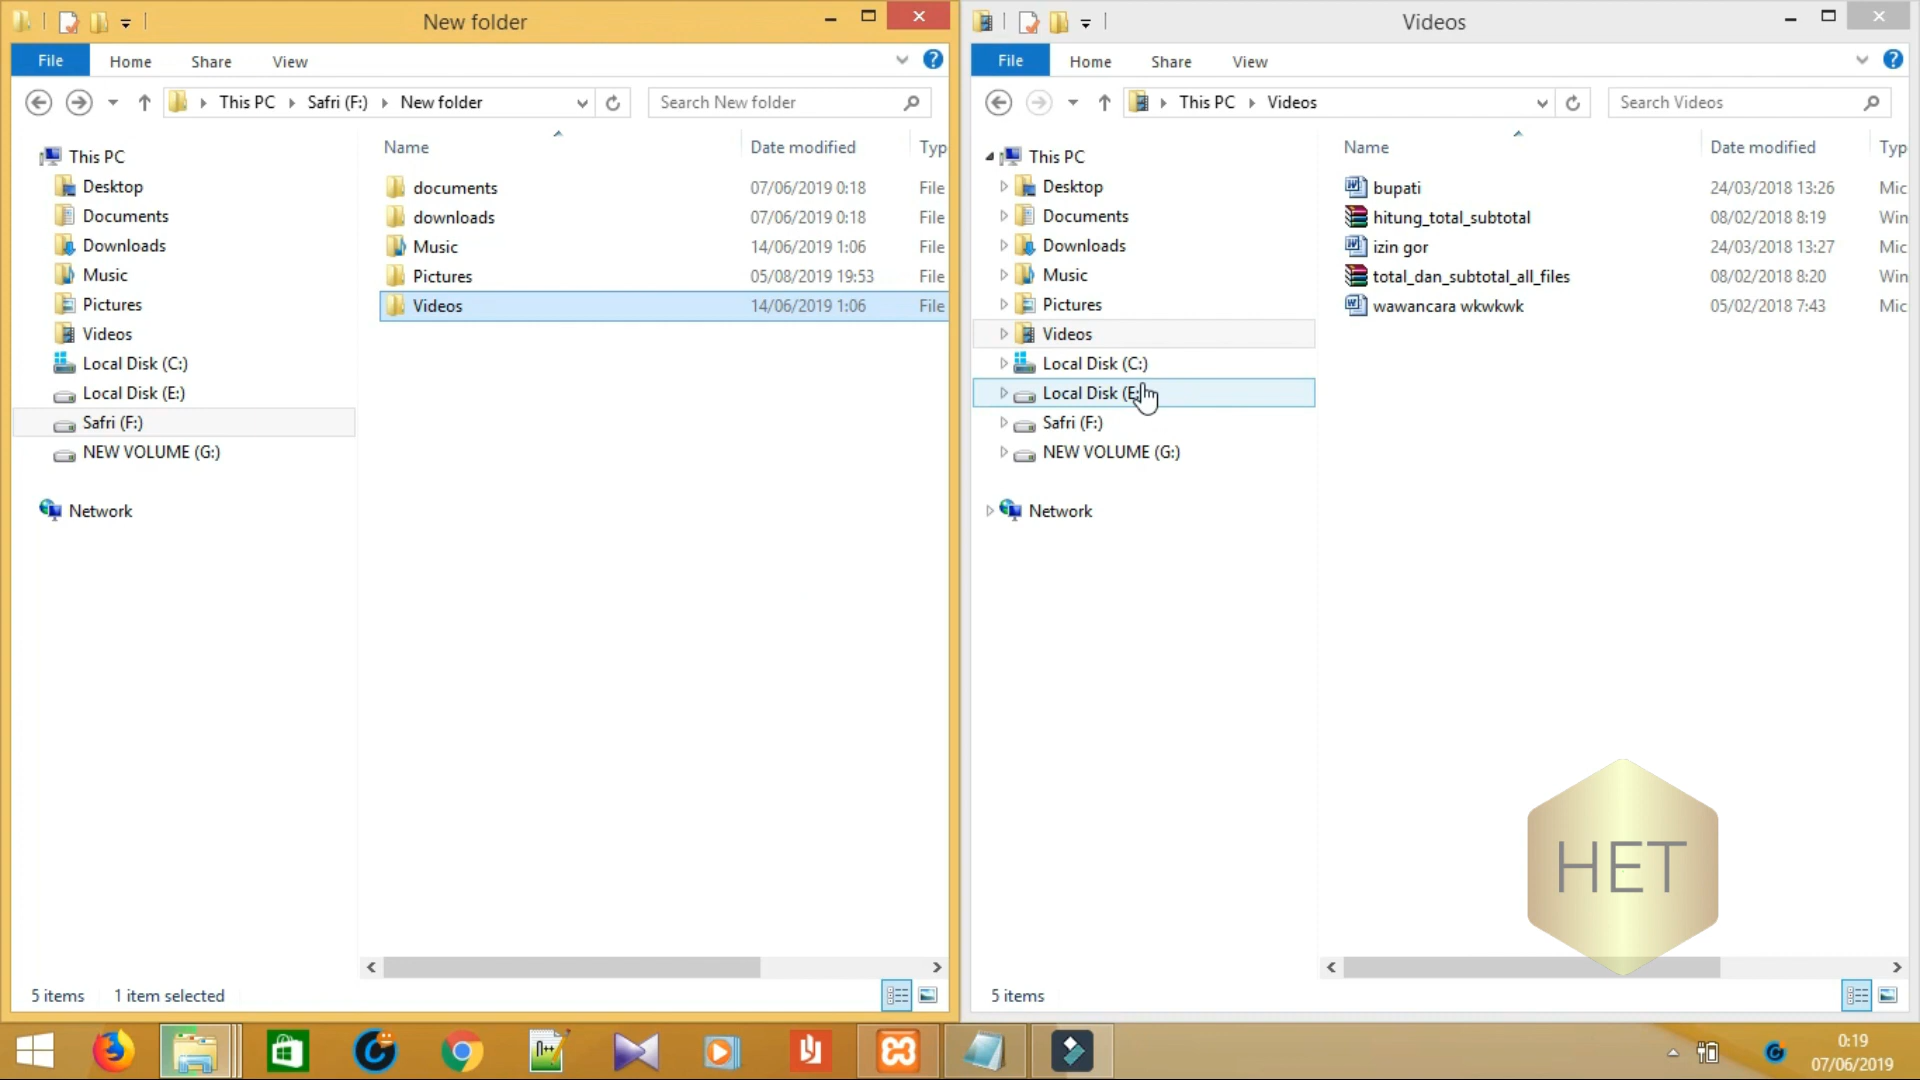 New folder
File Home Share View
This PC Safri (F:) New folder
Search New folder
This PC
Desktop
Documents
Downloads
Music
Pictures
Videos
Local Disk (C:)
Local Disk (E:)
Safri (F:)
NEW VOLUME (G:)
Network
Name Date modified Typ
documents 07/06/2019 0:18 File
downloads 07/06/2019 0:18 File
Music 14/06/2019 1:06 File
Pictures 05/08/2019 19:53 File
Videos 14/06/2019 1:06 File
5 items 1 item selected
Videos
File Home Share View
This PC Videos
Search Videos
This PC
Desktop
Documents
Downloads
Music
Pictures
Videos
Local Disk (C:)
Local Disk (E:)
Safri (F:)
NEW VOLUME (G:)
Network
Name Date modified Typ
bupati 24/03/2018 13:26 Mic
hitung_total_subtotal 08/02/2018 8:19 Win
izin gor 24/03/2018 13:27 Mic
total_dan_subtotal_all_files 08/02/2018 8:20 Win
wawancara wkwkwk 05/02/2018 7:43 Mic
HET
5 items
0:19
07/06/2019